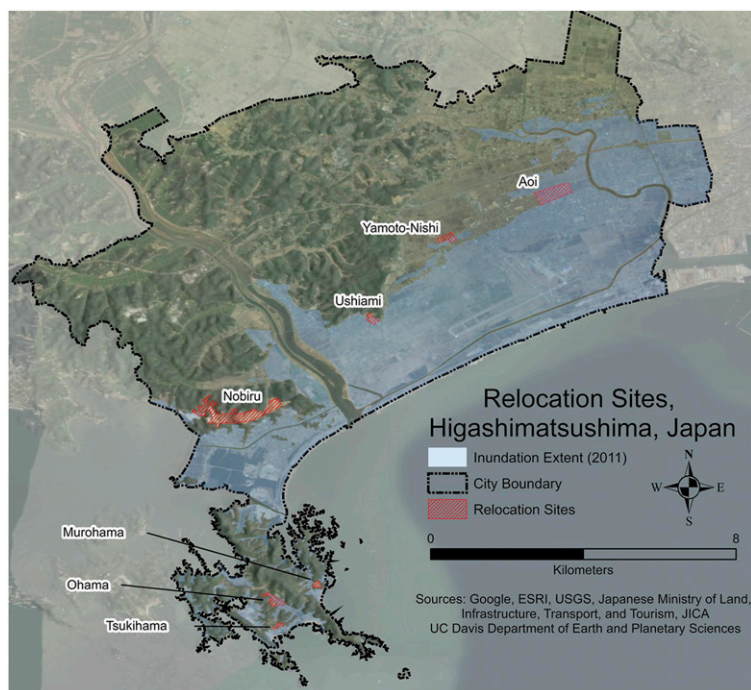 Aoi
Yamoto-Nishi
Ushiami
Nobiru
Relocation Sites,
Higashimatsushima, Japan
Inundation Extent (2011)
City Boundary
Relocation Sites
N
W E
S
0 8
Kilometers
Murohama
Ohama
Tsukihama
Sources: Google, ESRI, USGS, Japanese Ministry of Land,
Infrastructure, Transport, and Tourism, JICA
UC Davis Department of Earth and Planetary Sciences